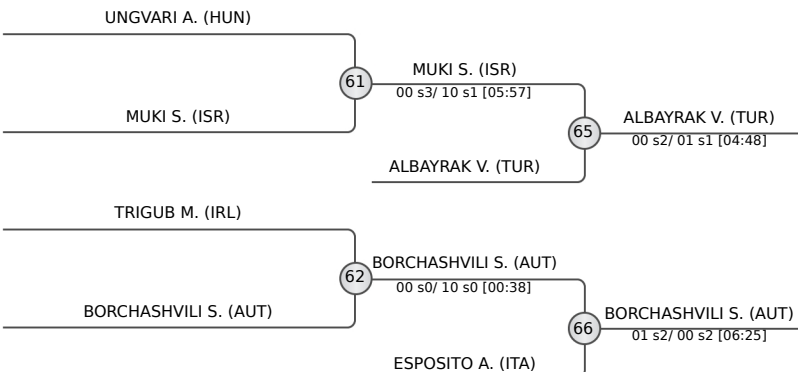 UNGVARI A. (HUN)
61
MUKI S. (ISR)
00 s3/ 10 s1 [05:57]
MUKI S. (ISR)
65
ALBAYRAK V. (TUR)
00 s2/ 01 s1 [04:48]
ALBAYRAK V. (TUR)
TRIGUB M. (IRL)
62
BORCHASHVILI S. (AUT)
00 s0/ 10 s0 [00:38]
BORCHASHVILI S. (AUT)
66
BORCHASHVILI S. (AUT)
01 s2/ 00 s2 [06:25]
ESPOSITO A. (ITA)